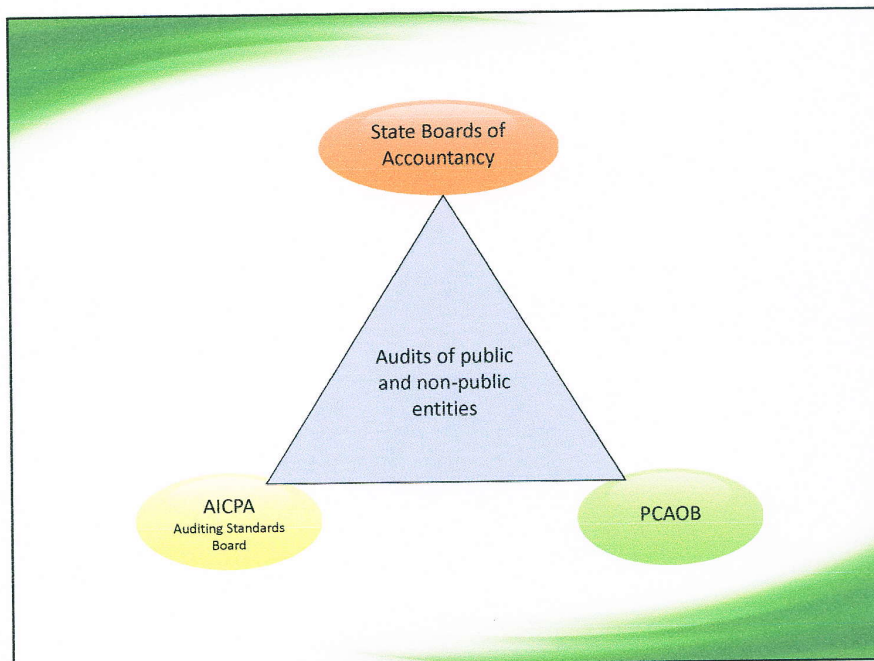 State Boards of
Accountancy
Audits of public
and non-public
entities
AICPA
Auditing Standards
Board
PCAOB